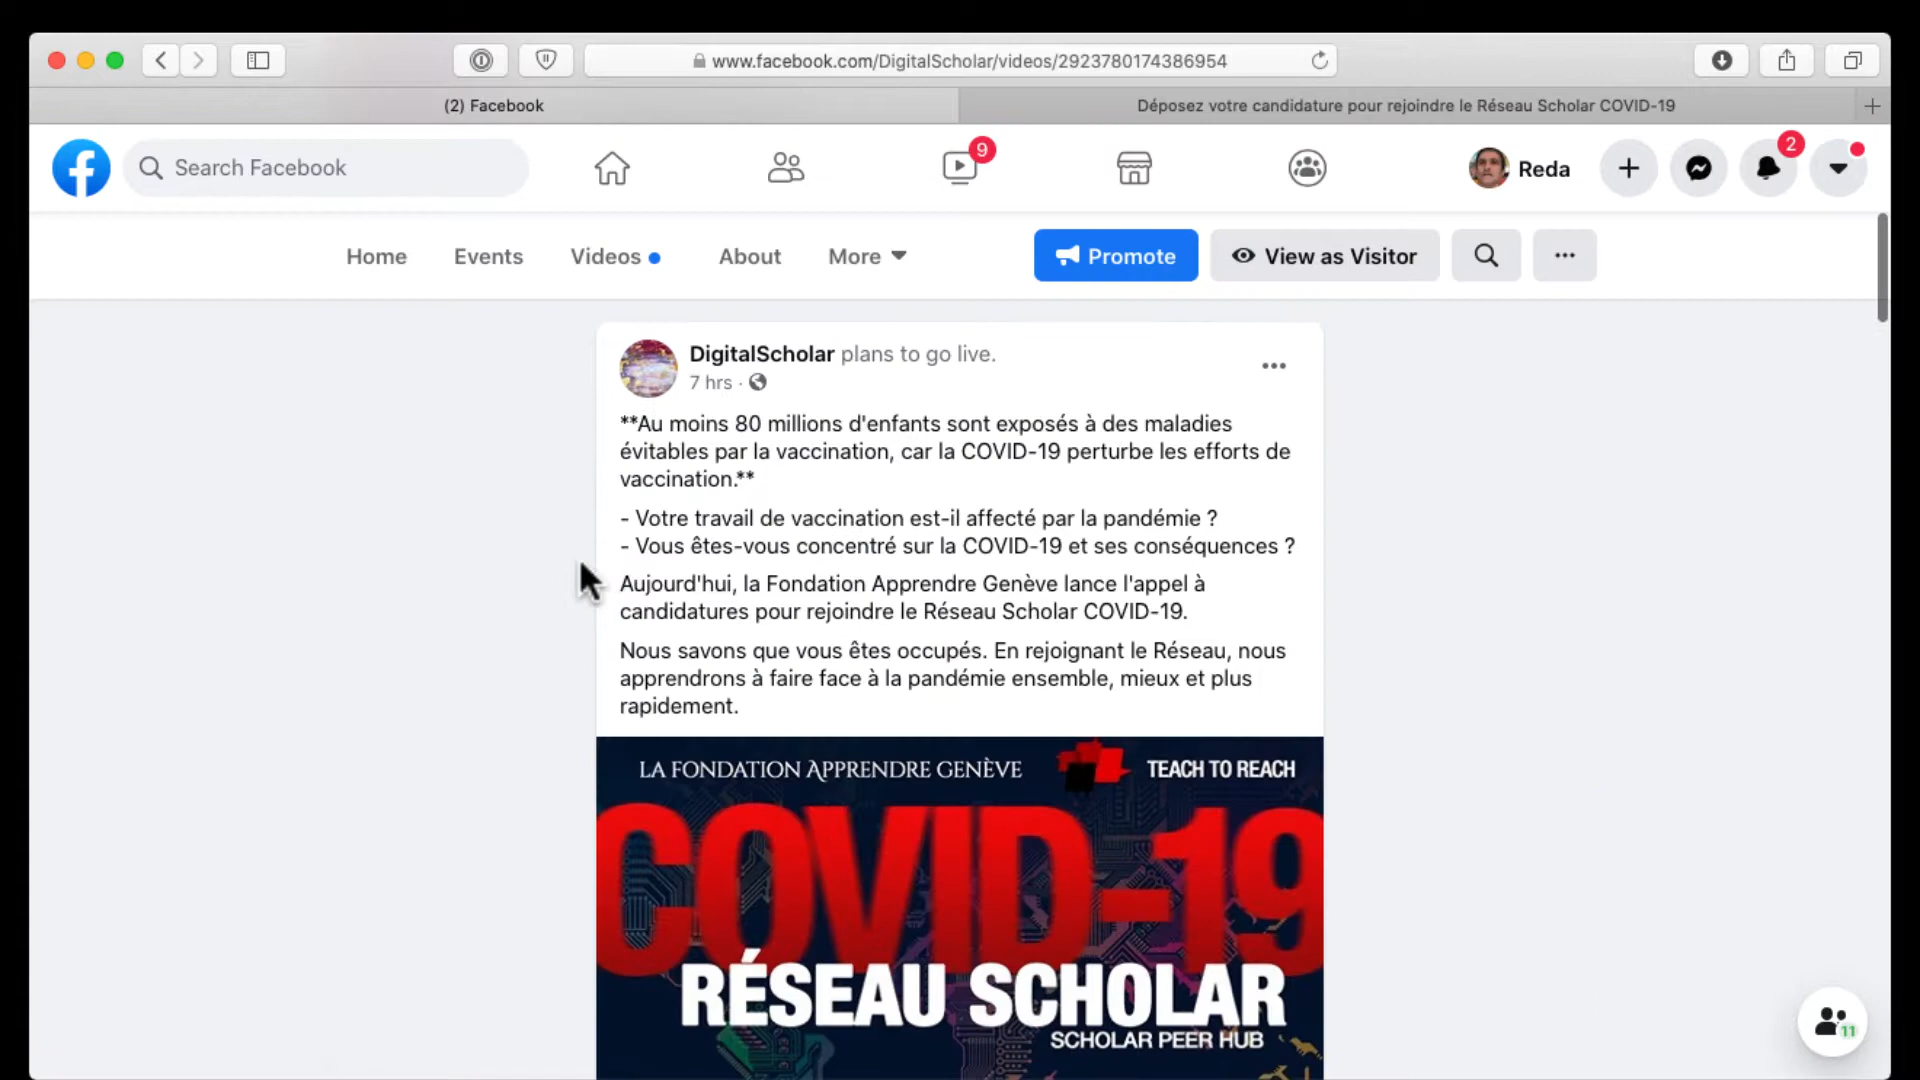 www.facebook.com/DigitalScholar/videos/2923780174386954
(2) Facebook
Déposez votre candidature pour rejoindre le Réseau Scholar COVID-19
Search Facebook
9
Reda
2
Home
Events
Videos
About
More
Promote
View as Visitor
DigitalScholar plans to go live.
7 hrs ·
**Au moins 80 millions d'enfants sont exposés à des maladies
évitables par la vaccination, car la COVID-19 perturbe les efforts de
vaccination.**
- Votre travail de vaccination est-il affecté par la pandémie ?
- Vous êtes-vous concentré sur la COVID-19 et ses conséquences ?
Aujourd'hui, la Fondation Apprendre Genève lance l'appel à
candidatures pour rejoindre le Réseau Scholar COVID-19.
Nous savons que vous êtes occupés. En rejoignant le Réseau, nous
apprendrons à faire face à la pandémie ensemble, mieux et plus
rapidement.
LA FONDATION APPRENDRE GENÈVE
TEACH TO REACH
COVID-19
RÉSEAU SCHOLAR
SCHOLAR PEER HUB
11